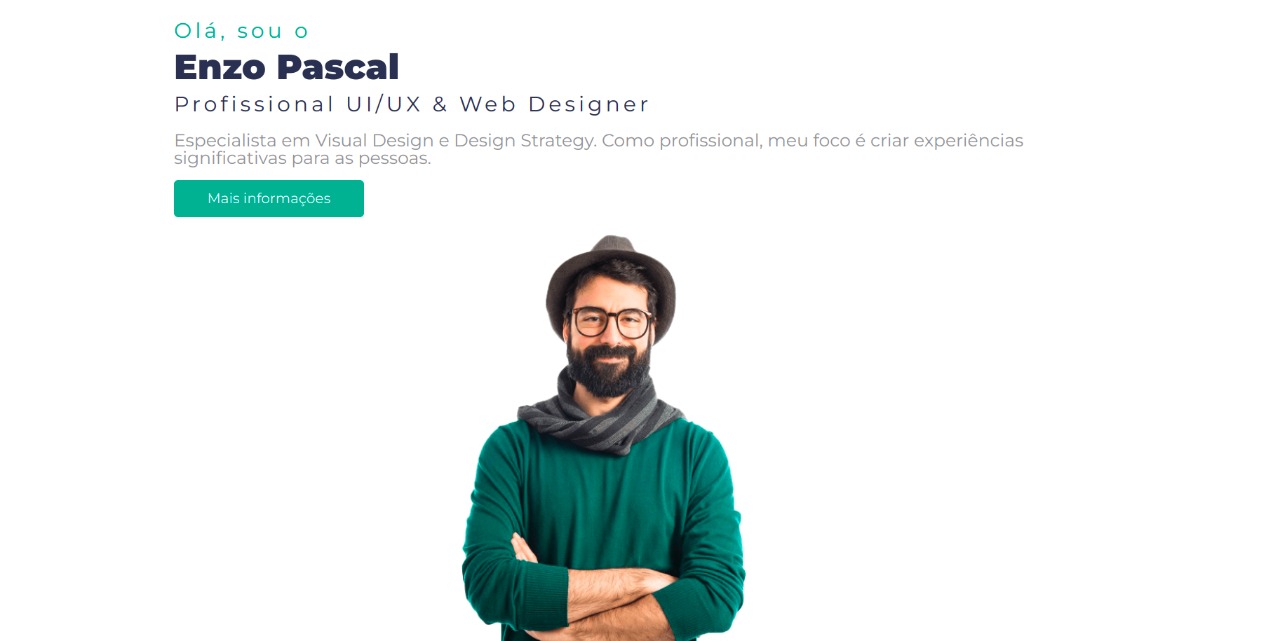 Olá, sou o
Enzo Pascal
Profissional UI/UX & Web Designer
Especialista em Visual Design e Design Strategy. Como profissional, meu foco é criar experiências
significativas para as pessoas.
Mais informações